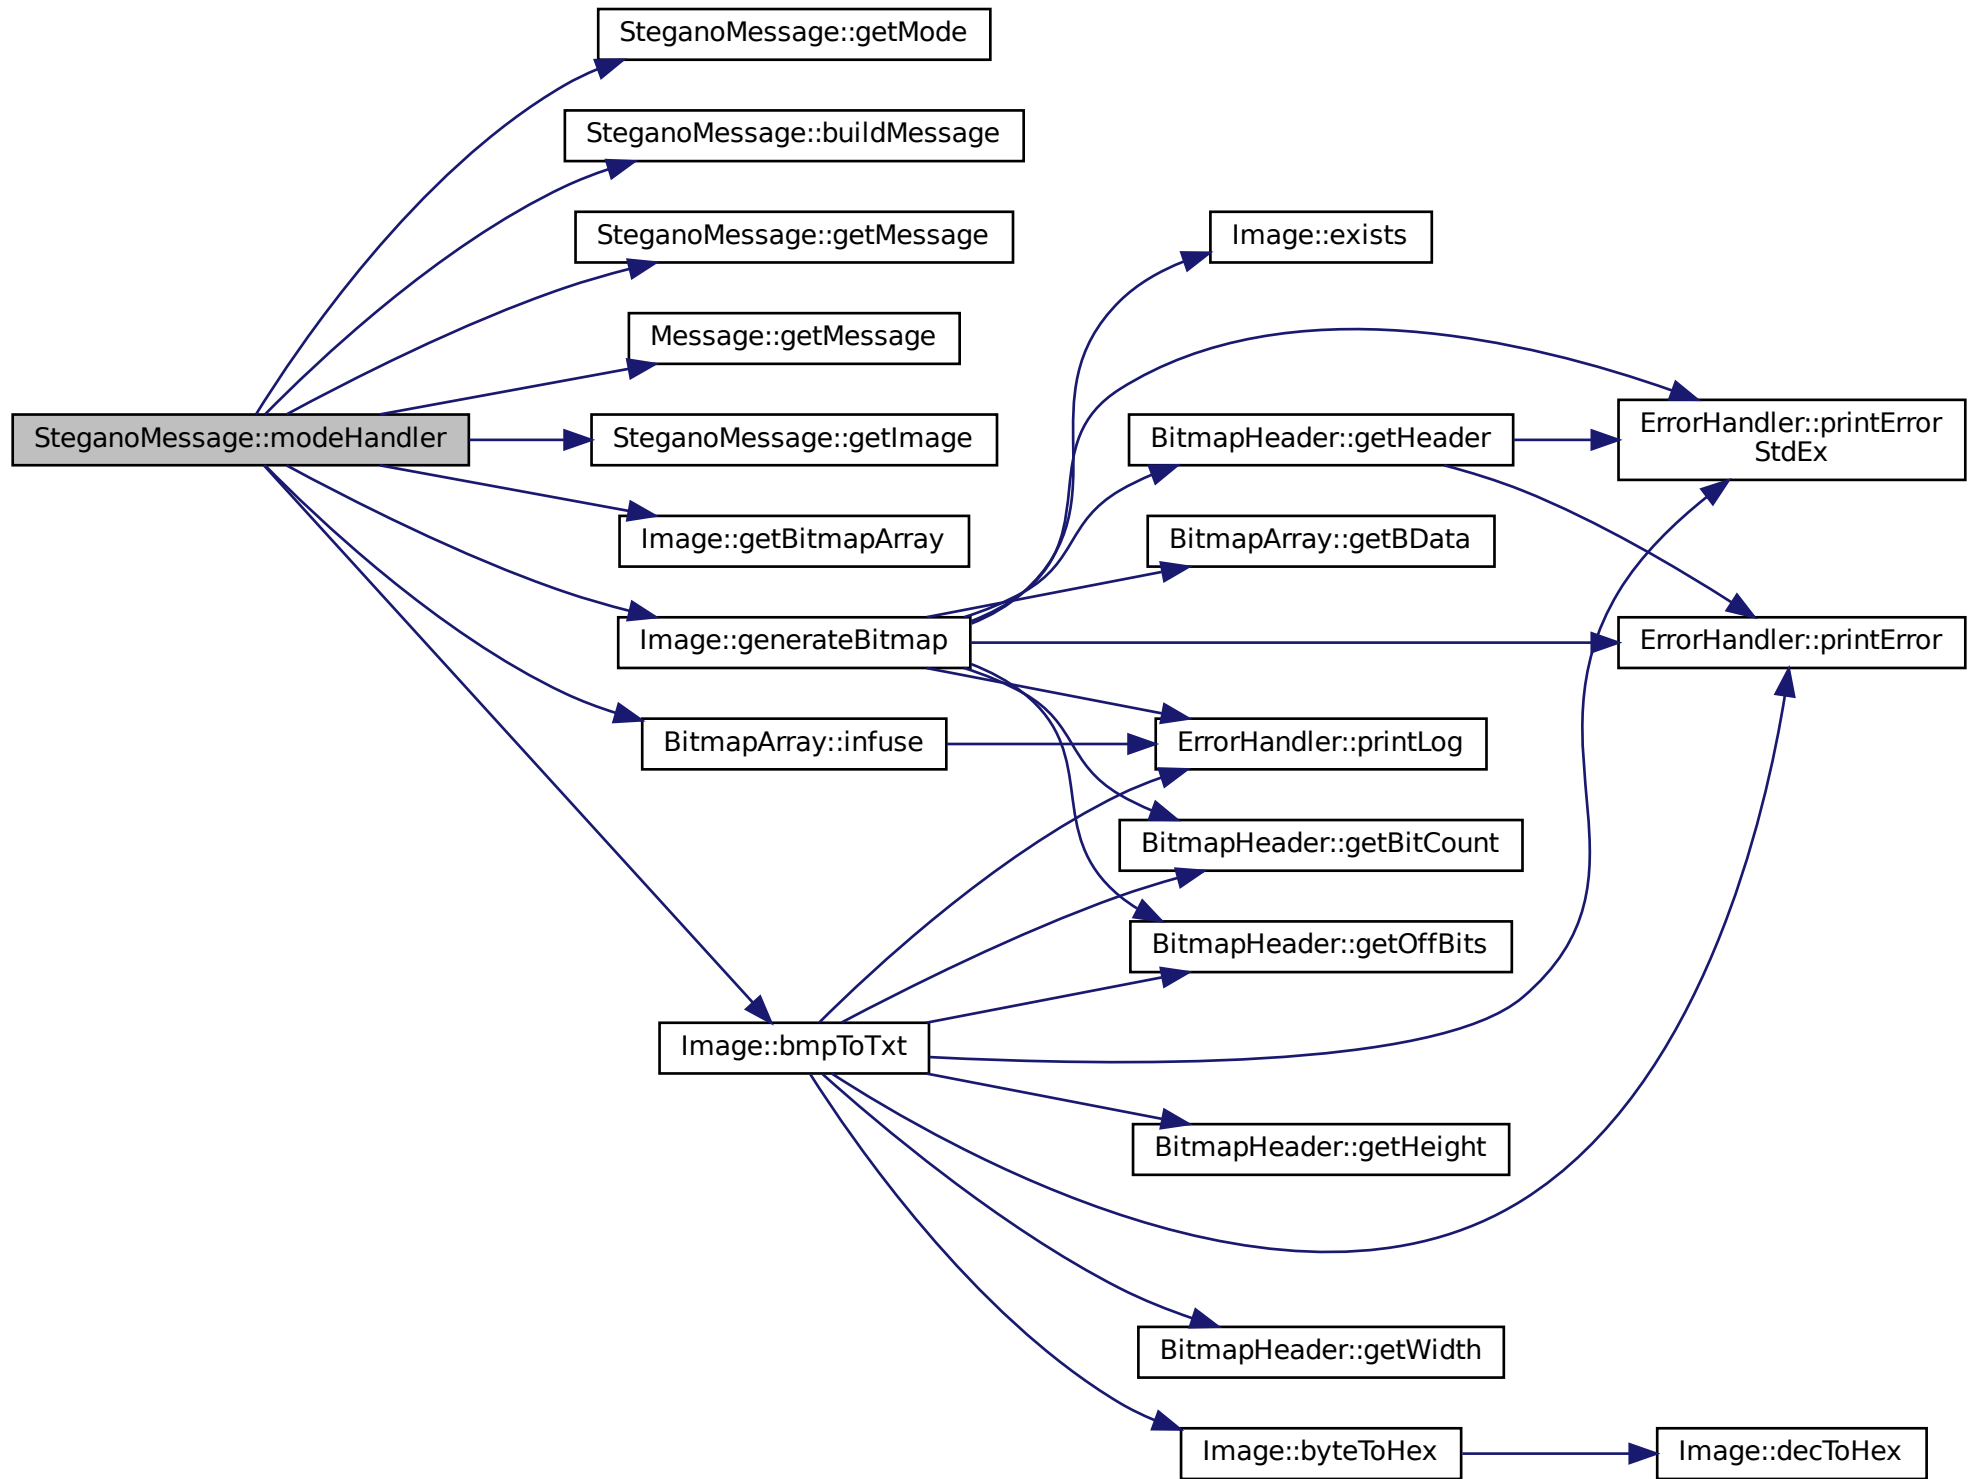 SteganoMessage::getMode
SteganoMessage::buildMessage
SteganoMessage::getMessage
Image::exists
Message::getMessage
SteganoMessage::modeHandler
SteganoMessage::getImage
BitmapHeader::getHeader
ErrorHandler::printError
StdEx
Image::getBitmapArray
BitmapArray::getBData
Image::generateBitmap
ErrorHandler::printError
BitmapArray::infuse
ErrorHandler::printLog
BitmapHeader::getBitCount
BitmapHeader::getOffBits
Image::bmpToTxt
BitmapHeader::getHeight
BitmapHeader::getWidth
Image::byteToHex
Image::decToHex